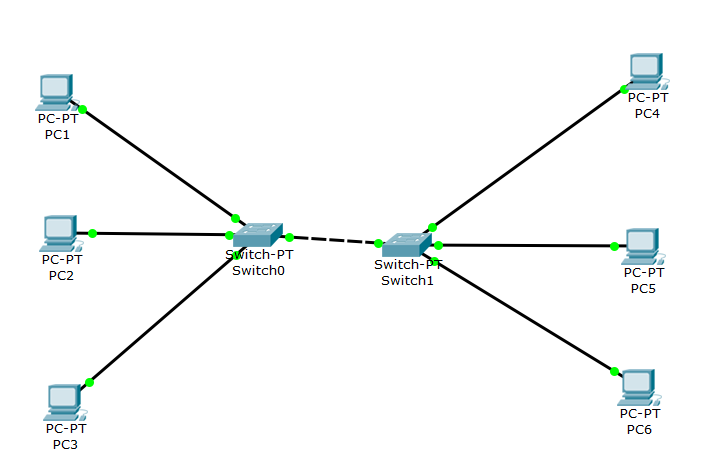 PC-PT
PC1
PC-PT
PC4
PC-PT
PC2
Switch-PT
Switch0
Switch-PT
Switch1
PC-PT
PC5
PC-PT
PC3
PC-PT
PC6